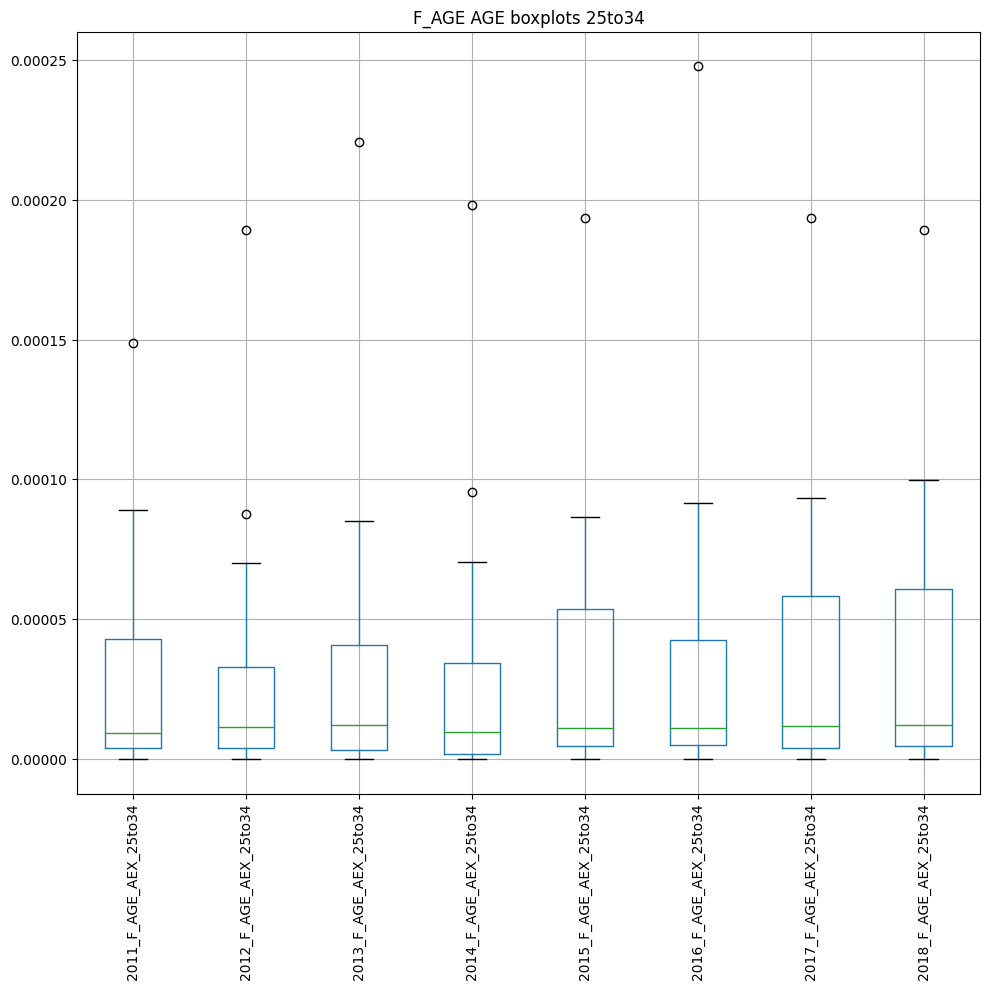 F_AGE AGE boxplots 25to34
0.00025
0.00020
0.00015
0.00010
0.00005
0.00000
2011_F_AGE_AEX_25to34
2012_F_AGE_AEX_25to34
2013_F_AGE_AEX_25to34
2014_F_AGE_AEX_25to34
2015_F_AGE_AEX_25to34
2016_F_AGE_AEX_25to34
2017_F_AGE_AEX_25to34
2018_F_AGE_AEX_25to34